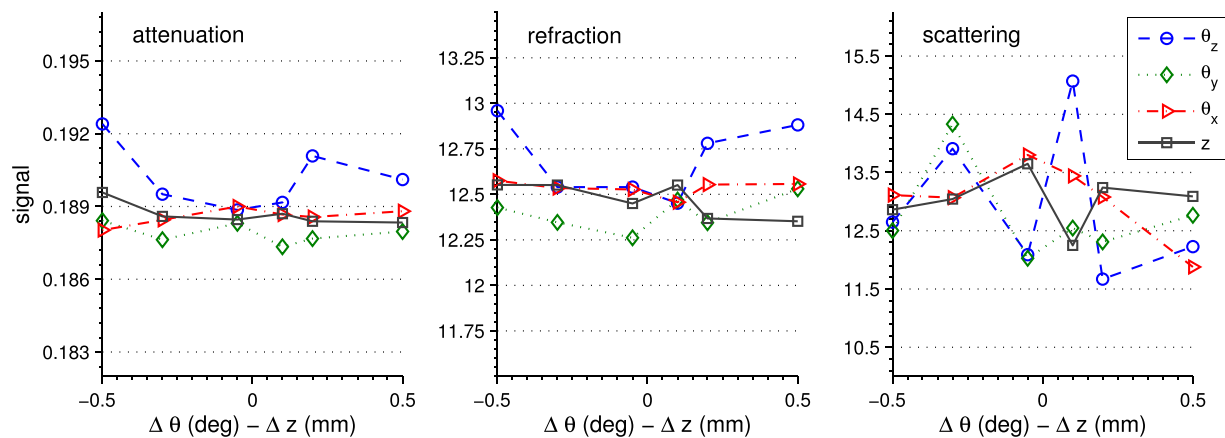 attenuation
0.195
0.192
0.189
0.186
0.183
signal
−0.5
0
0.5
Δ θ (deg) − Δ z (mm)
refraction
13.25
13
12.75
12.5
12.25
12
11.75
−0.5
0
0.5
Δ θ (deg) − Δ z (mm)
scattering
15.5
14.5
13.5
12.5
11.5
10.5
−0.5
0
0.5
Δ θ (deg) − Δ z (mm)
θz
θy
θx
z